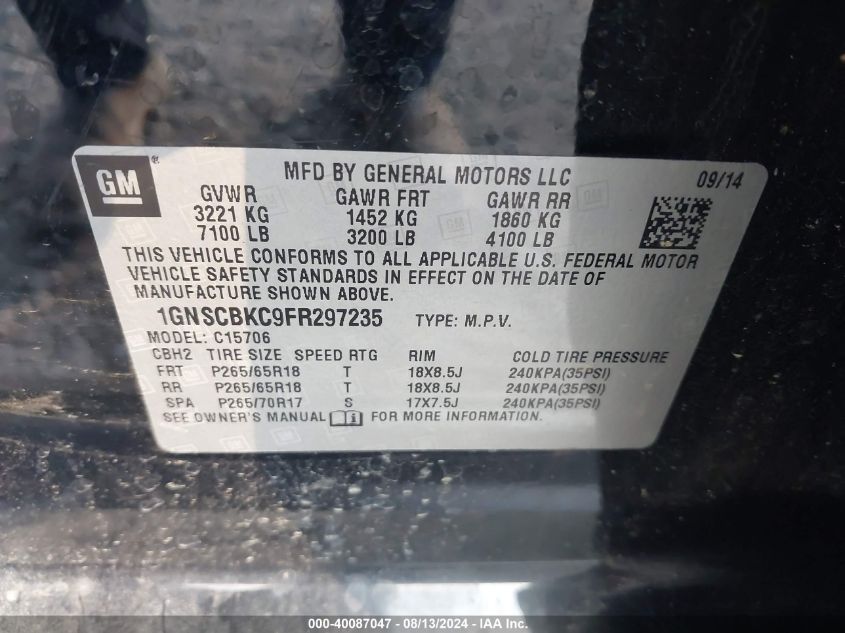 GM®
MFD BY GENERAL MOTORS LLC
09/14
GVWR GAWR FRT GAWR RR
3221 KG 1452 KG 1860 KG
7100 LB 3200 LB 4100 LB
THIS VEHICLE CONFORMS TO ALL APPLICABLE U.S. FEDERAL MOTOR
VEHICLE SAFETY STANDARDS IN EFFECT ON THE DATE OF
MANUFACTURE SHOWN ABOVE.
1GNSCBKC9FR297235 TYPE: M.P.V.
MODEL: C15706
CBH2 TIRE SIZE SPEED RTG RIM COLD TIRE PRESSURE
FRT P265/65R18 T 18X8.5J 240KPA(35PSI)
RR P265/65R18 T 18X8.5J 240KPA(35PSI)
SPA P265/70R17 S 17X7.5J 240KPA(35PSI)
SEE OWNER'S MANUAL i FOR MORE INFORMATION.
000-40087047 - 08/13/2024 - IAA Inc.